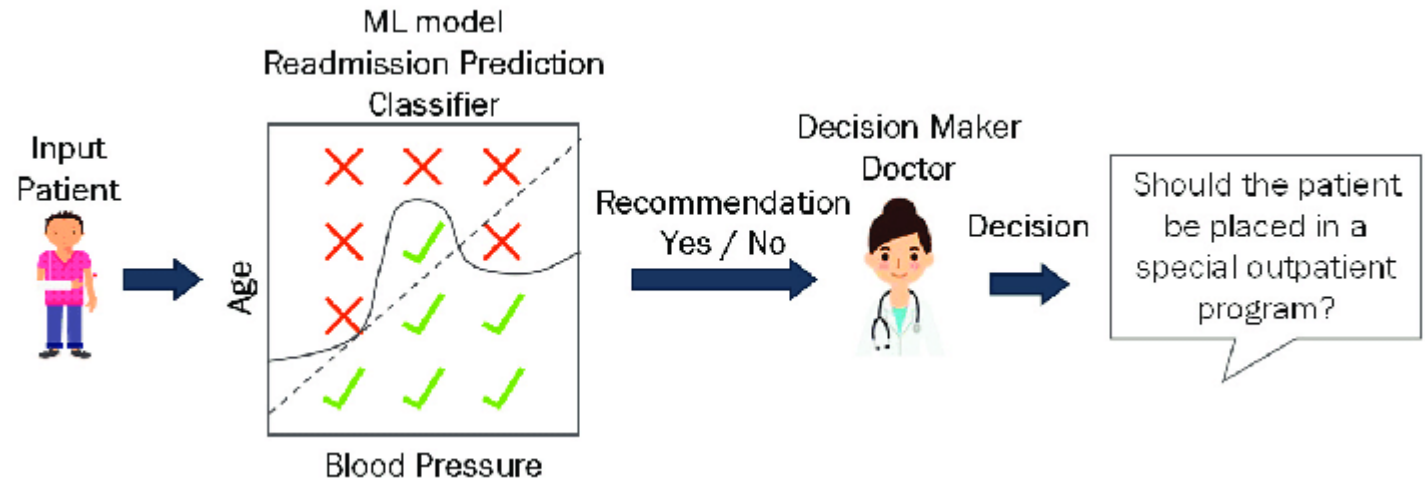 Input
Patient
ML model
Readmission Prediction
Classifier
Age
Blood Pressure
Recommendation
Yes / No
Decision Maker
Doctor
Decision
Should the patient
be placed in a
special outpatient
program?